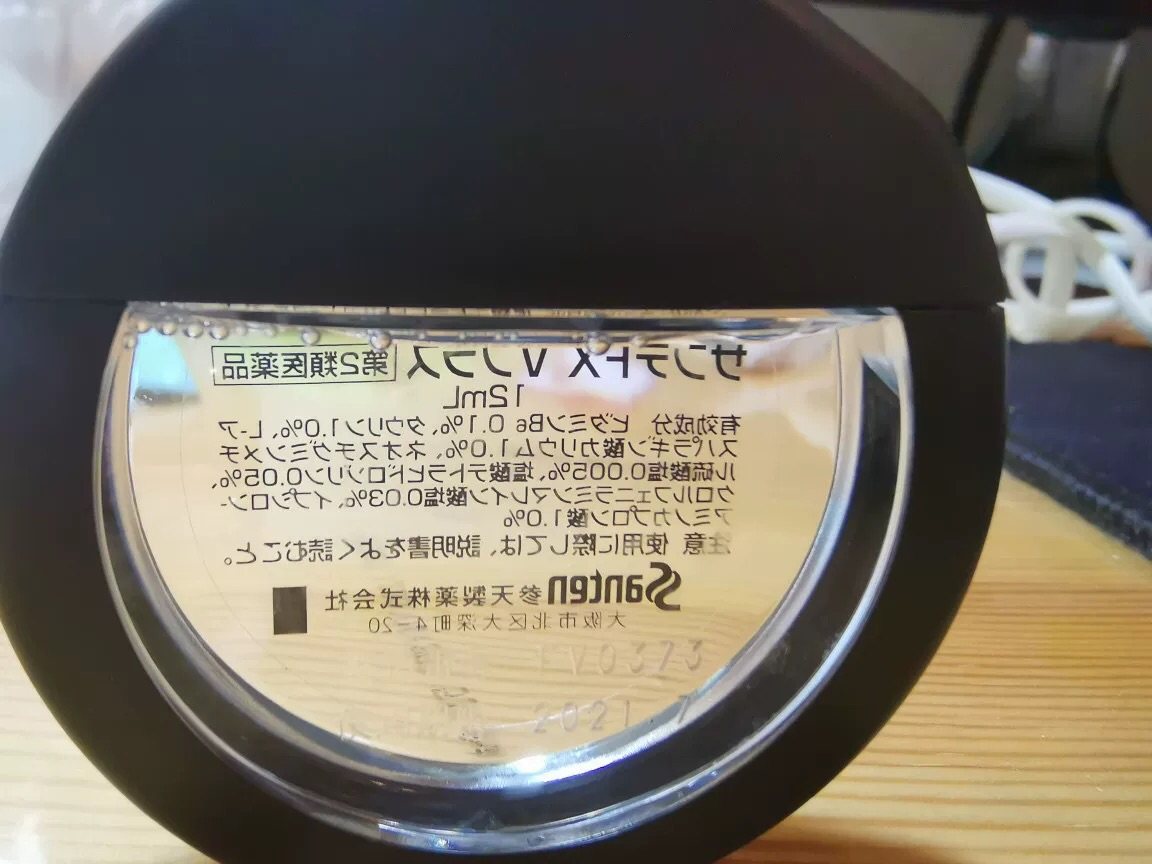 サンテFX Vプラス 第2類医薬品
12mL
有効成分 ビタミンB6 0.1%、タウリン1.0%、L-ア
スパラギン酸カリウム1.0%、ネオスチグミンメチ
ル硫酸塩0.005%、塩酸テトラヒドロゾリン0.05%、
クロルフェニラミンマレイン酸塩0.03%、イプシロン-
アミノカプロン酸1.0%
注意 使用に際しては、説明書をよく読むこと。
Santen 参天製薬株式会社
大阪市北区大深町4-20
FV0373
2021.7